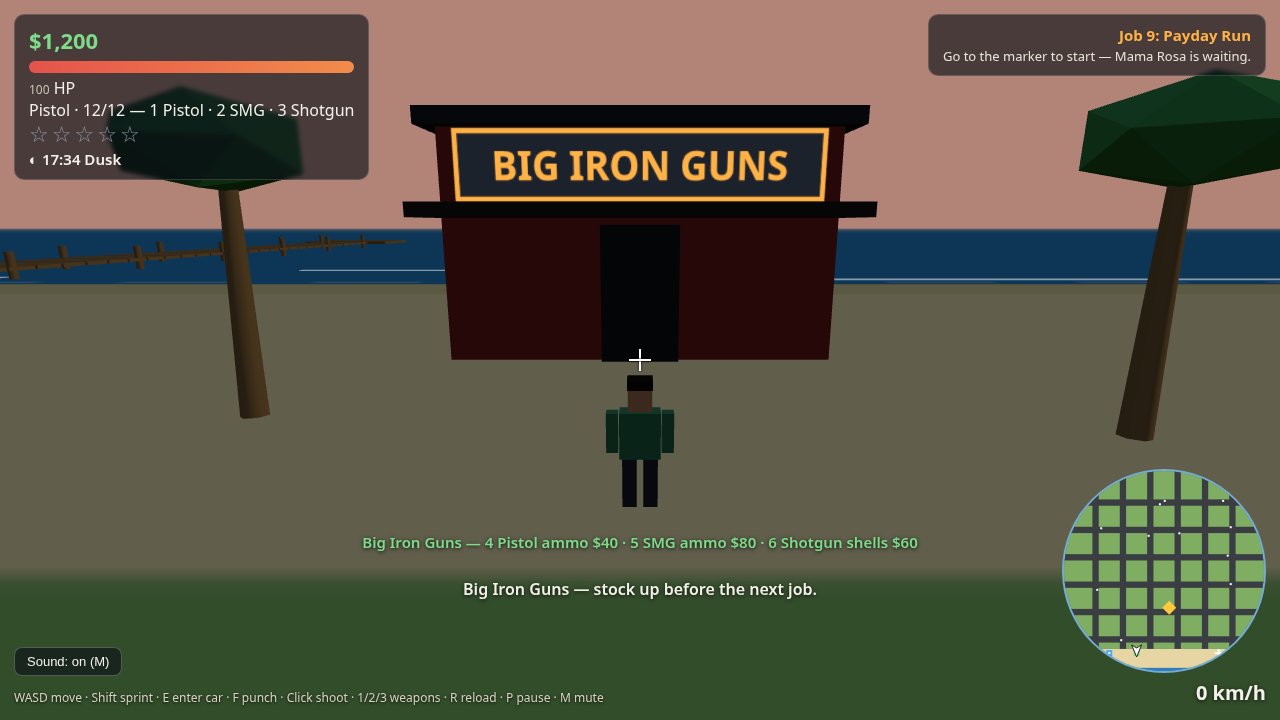 $1,200
100 HP
Pistol · 12/12 — 1 Pistol · 2 SMG · 3 Shotgun
17:34 Dusk
Job 9: Payday Run
Go to the marker to start — Mama Rosa is waiting.
BIG IRON GUNS
Big Iron Guns — 4 Pistol ammo $40 · 5 SMG ammo $80 · 6 Shotgun shells $60
Big Iron Guns — stock up before the next job.
Sound: on (M)
WASD move · Shift sprint · E enter car · F punch · Click shoot · 1/2/3 weapons · R reload · P pause · M mute
0 km/h